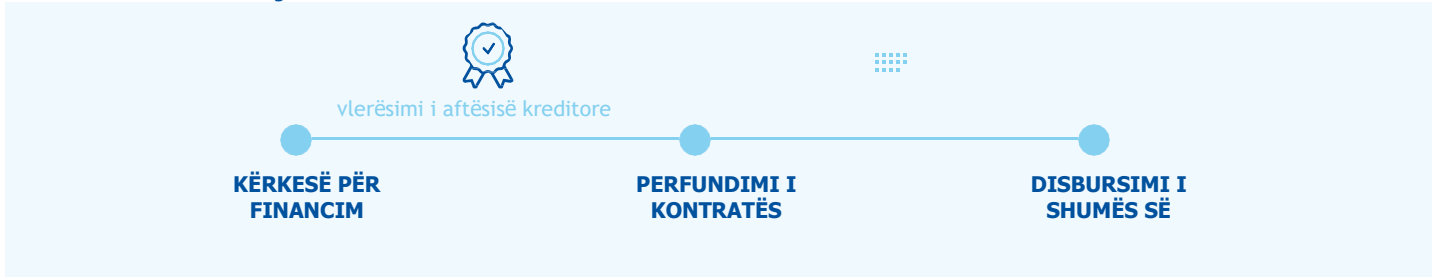 vlerësimi i aftësisë kreditore
KËRKESË PËR
FINANCIM
PERFUNDIMI I
KONTRATËS
DISBURSIMI I
SHUMËS SË